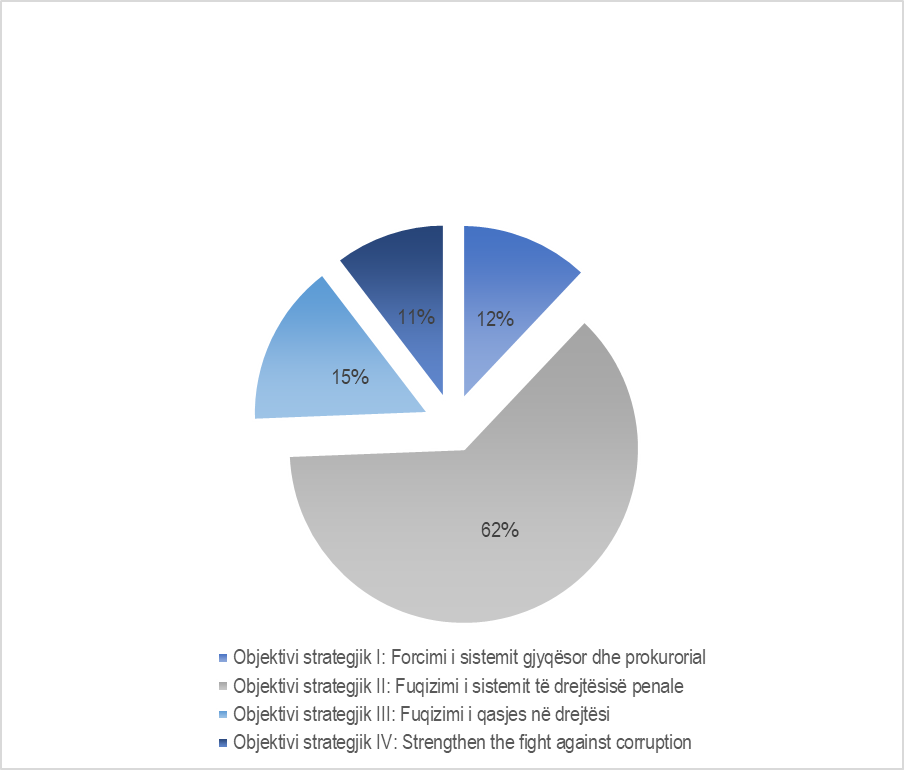 11%
12%
15%
62%
Objektivi strategjik I: Forcimi i sistemit gjyqësor dhe prokurorial
Objektivi strategjik II: Fuqizimi i sistemit të drejtësisë penale
Objektivi strategjik III: Fuqizimi i qasjes në drejtësi
Objektivi strategjik IV: Strengthen the fight against corruption